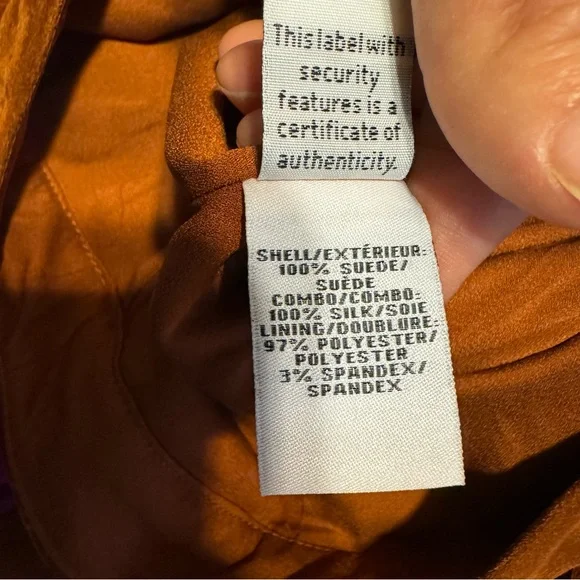 This label with
security
features is a
certificate of
authenticity.
SHELL/EXTÉRIEUR:
100% SUEDE/
SUÈDE
COMBO/COMBO:
100% SILK/SOIE
LINING/DOUBLURE:
97% POLYESTER/
POLYESTER
3% SPANDEX/
SPANDEX